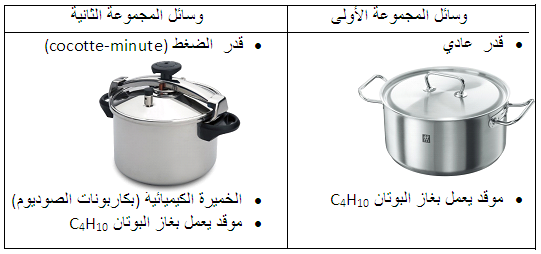 وسائل المجموعة الأولى
• قدر عادي
• موقد يعمل بغاز البوتان C4H10
وسائل المجموعة الثانية
• قدر الضغط (cocotte-minute)
• الخميرة الكيميائية (بكاربونات الصوديوم)
• موقد يعمل بغاز البوتان C4H10